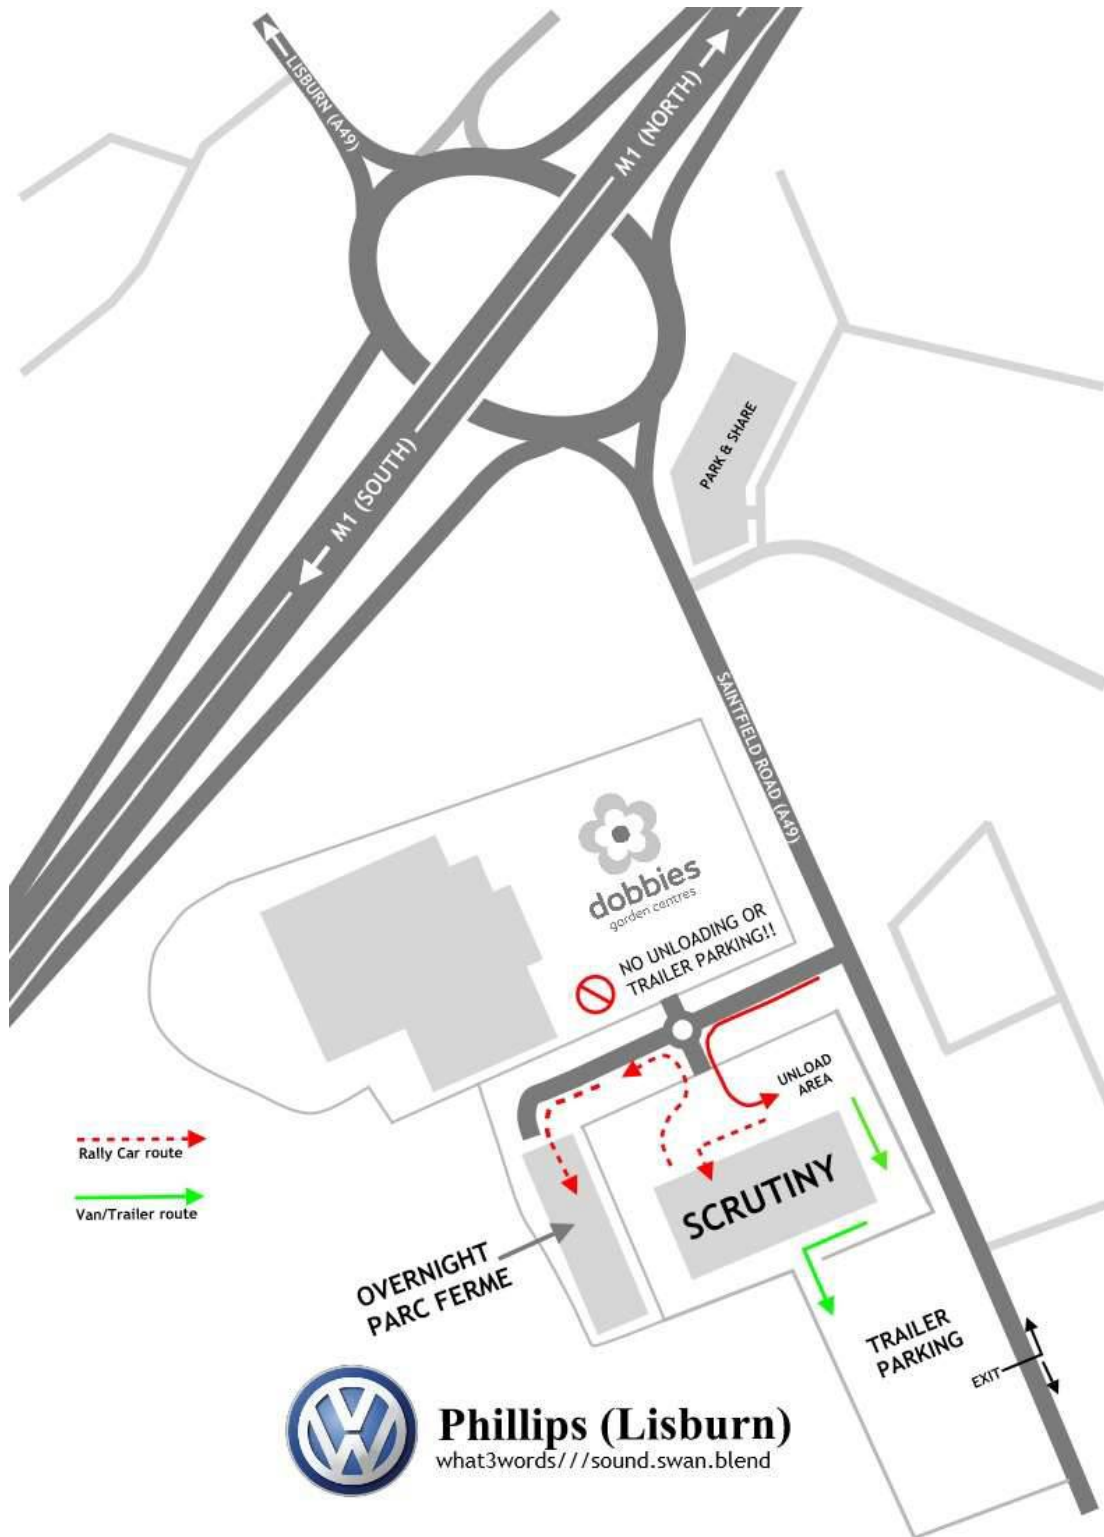 LISBURN (A49)
M1 (NORTH)
PARK & SHARE
M1 (SOUTH)
SAINTFIELD ROAD (A49)
dobbies
garden centres
NO UNLOADING OR
TRAILER PARKING!!
UNLOAD
AREA
Rally Car route
SCRUTINY
Van/Trailer route
OVERNIGHT
PARC FERME
TRAILER
PARKING
EXIT
Phillips (Lisburn)
what3words///sound.swan.blend